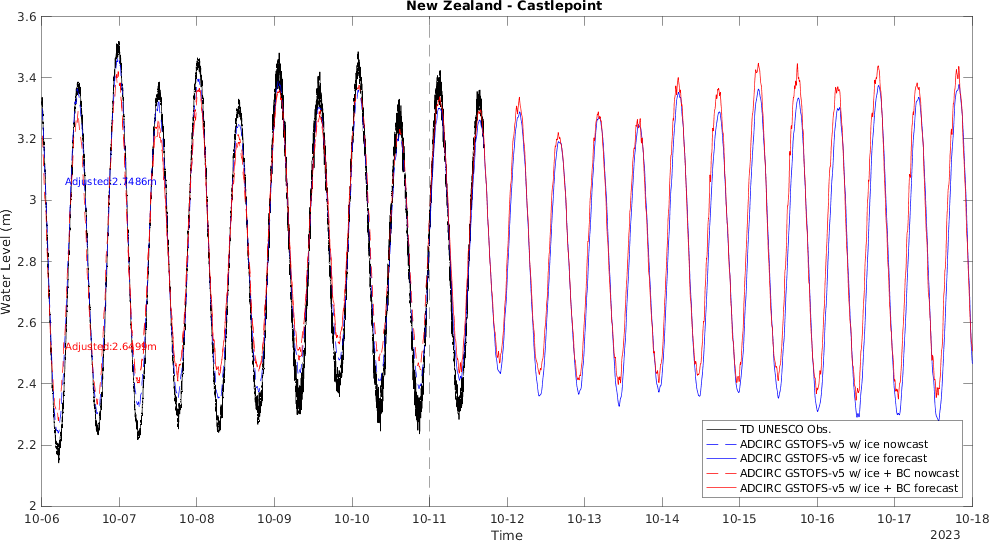 New Zealand - Castlepoint
3.6
3.4
3.2
3
2.8
2.6
2.4
2.2
2
Water Level (m)
Adjusted:2.7486m
Adjusted:2.6499m
TD UNESCO Obs.
ADCIRC GSTOFS-v5 w/ ice nowcast
ADCIRC GSTOFS-v5 w/ ice forecast
ADCIRC GSTOFS-v5 w/ ice + BC nowcast
ADCIRC GSTOFS-v5 w/ ice + BC forecast
10-06 10-07 10-08 10-09 10-10 10-11 10-12 10-13 10-14 10-15 10-16 10-17 10-18
Time
2023